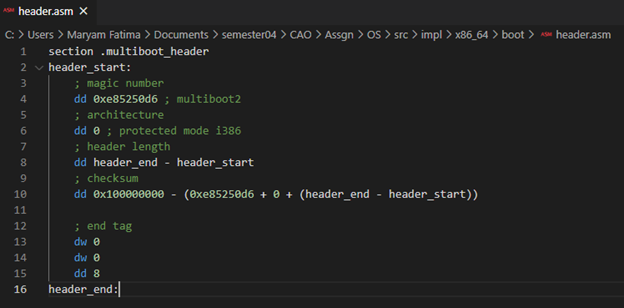 ASM header.asm ×
C: > Users > Maryam Fatima > Documents > semester04 > CAO > Assgn > OS > src > impl > x86_64 > boot > ASM header.asm
1 section .multiboot_header
2 header_start:
3 ; magic number
4 dd 0xe85250d6 ; multiboot2
5 ; architecture
6 dd 0 ; protected mode i386
7 ; header length
8 dd header_end - header_start
9 ; checksum
10 dd 0x100000000 - (0xe85250d6 + 0 + (header_end - header_start))
11
12 ; end tag
13 dw 0
14 dw 0
15 dd 8
16 header_end: